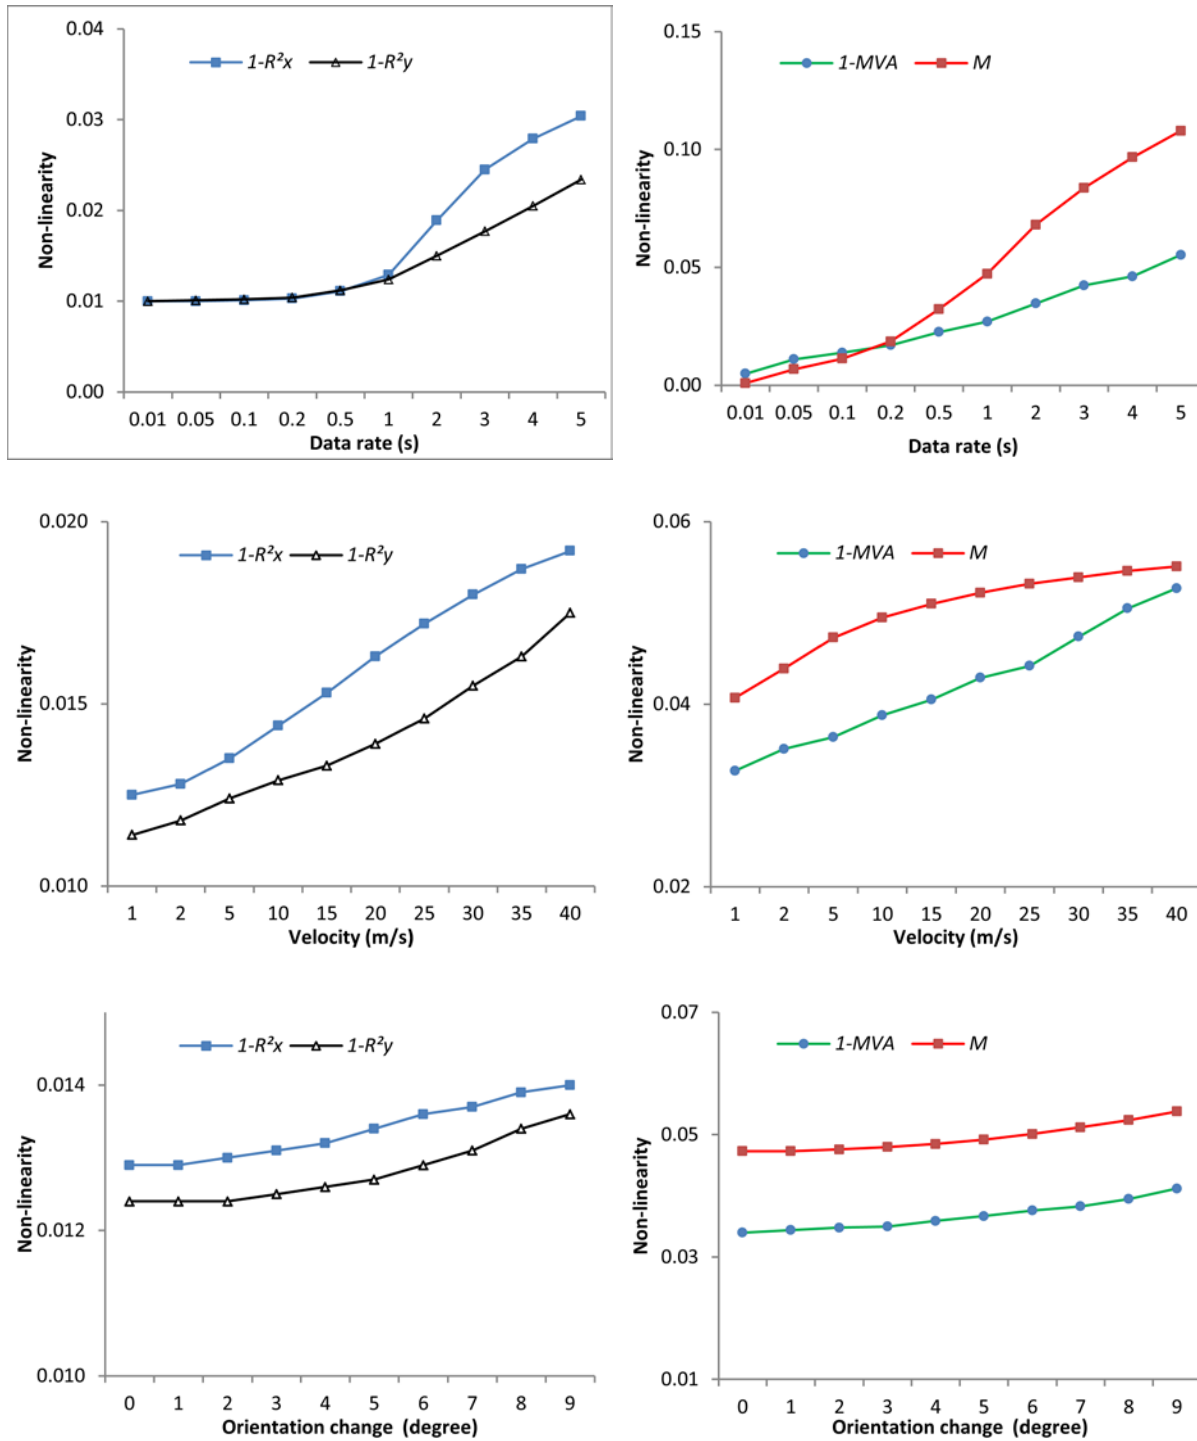 0.04
1-R²x 1-R²y
0.03
0.02
0.01
0.00
Non-linearity
0.01 0.05 0.1 0.2 0.5 1 2 3 4 5
Data rate (s)
0.15
1-MVA M
0.10
0.05
0.00
Non-linearity
0.01 0.05 0.1 0.2 0.5 1 2 3 4 5
Data rate (s)
0.020
1-R²x 1-R²y
0.015
0.010
Non-linearity
1 2 5 10 15 20 25 30 35 40
Velocity (m/s)
0.06
1-MVA M
0.04
0.02
Non-linearity
1 2 5 10 15 20 25 30 35 40
Velocity (m/s)
1-R²x 1-R²y
0.014
0.012
0.010
Non-linearity
0 1 2 3 4 5 6 7 8 9
Orientation change (degree)
0.07
1-MVA M
0.05
0.03
0.01
Non-linearity
0 1 2 3 4 5 6 7 8 9
Orientation change (degree)